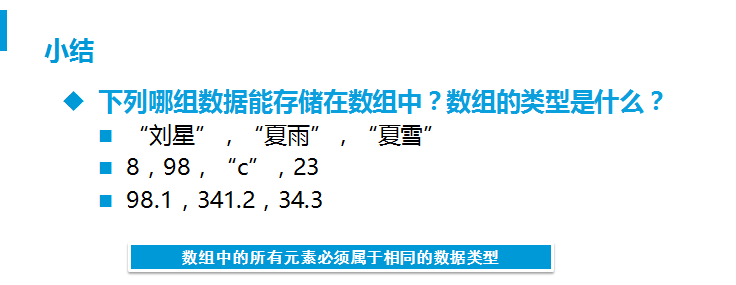 小结
下列哪组数据能存储在数组中？数组的类型是什么？
“刘星”，“夏雨”，“夏雪”
8，98，“c”，23
98.1，341.2，34.3
数组中的所有元素必须属于相同的数据类型